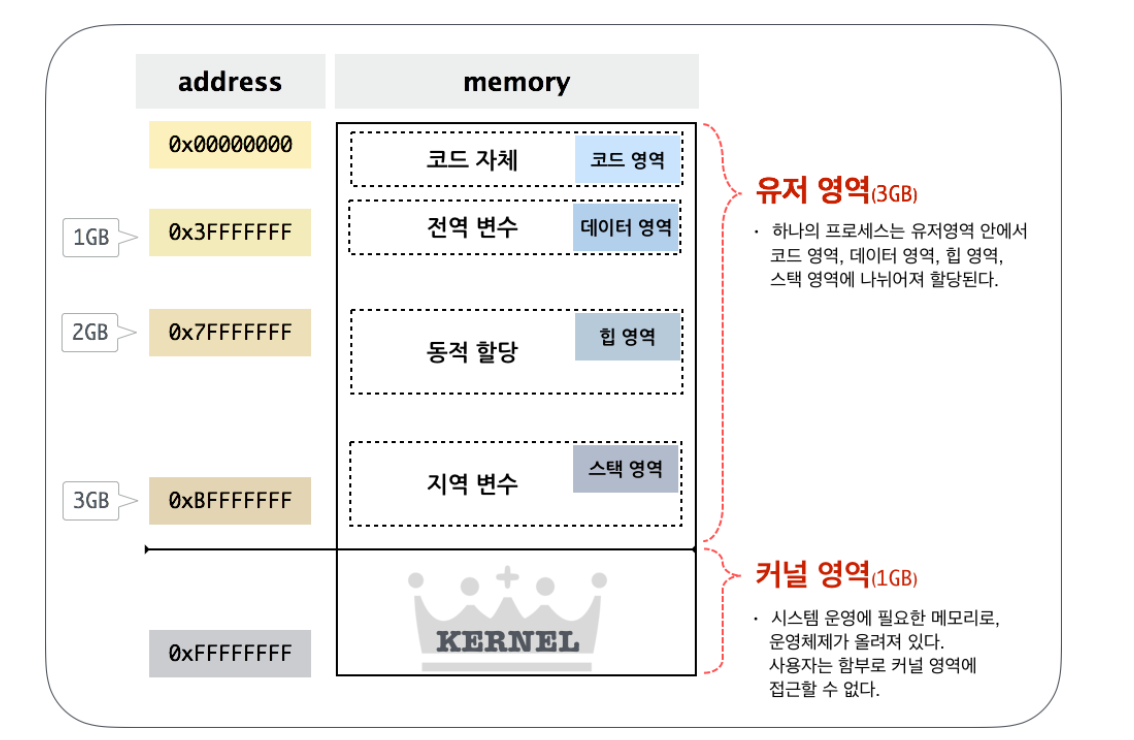 address
memory
0x00000000
코드 자체
코드 영역
1GB
0x3FFFFFFF
전역 변수
데이터 영역
2GB
0x7FFFFFFF
동적 할당
힙 영역
3GB
0xBFFFFFFF
지역 변수
스택 영역
유저 영역(3GB)
· 하나의 프로세스는 유저영역 안에서
코드 영역, 데이터 영역, 힙 영역,
스택 영역에 나뉘어져 할당된다.
0xFFFFFFFF
KERNEL
커널 영역(1GB)
· 시스템 운영에 필요한 메모리로,
운영체제가 올려져 있다.
사용자는 함부로 커널 영역에
접근할 수 없다.